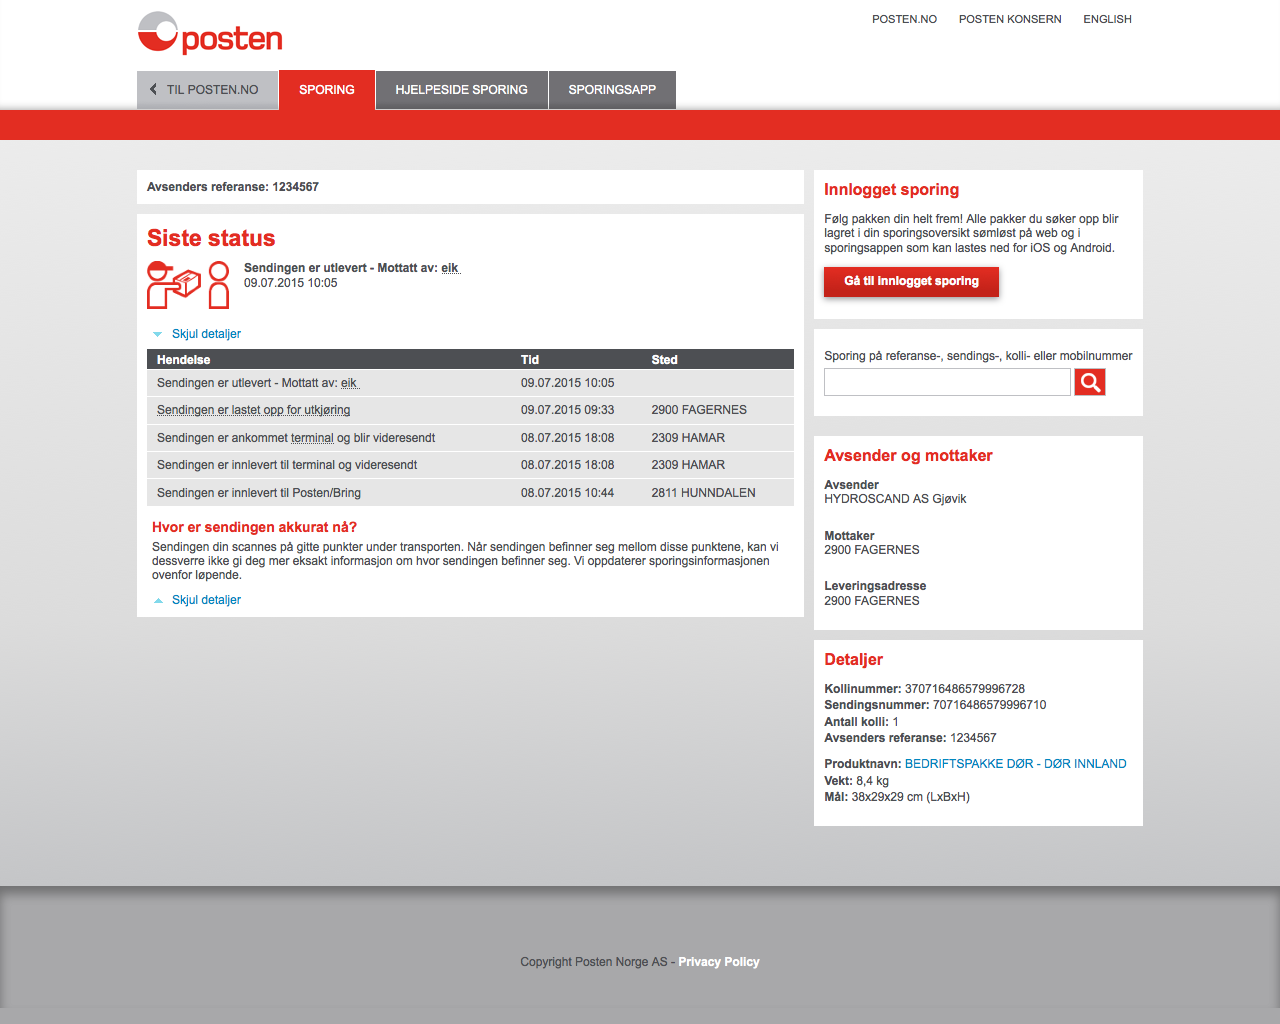 posten
POSTEN.NO POSTEN KONSERN ENGLISH
TIL POSTEN.NO SPORING HJELPESIDE SPORING SPORINGSAPP
Avsenders referanse: 1234567
Siste status
Sendingen er utlevert - Mottatt av: eik
09.07.2015 10:05
Skjul detaljer
Hendelse Tid Sted
Sendingen er utlevert - Mottatt av: eik 09.07.2015 10:05
Sendingen er lastet opp for utkjøring 09.07.2015 09:33 2900 FAGERNES
Sendingen er ankommet terminal og blir videresendt 08.07.2015 18:08 2309 HAMAR
Sendingen er innlevert til terminal og videresendt 08.07.2015 18:08 2309 HAMAR
Sendingen er innlevert til Posten/Bring 08.07.2015 10:44 2811 HUNNDALEN
Hvor er sendingen akkurat nå?
Sendingen din scannes på gitte punkter under transporten. Når sendingen befinner seg mellom disse punktene, kan vi
dessverre ikke gi deg mer eksakt informasjon om hvor sendingen befinner seg. Vi oppdaterer sporingsinformasjonen
ovenfor løpende.
Skjul detaljer
Innlogget sporing
Følg pakken din helt frem! Alle pakker du søker opp blir
lagret i din sporingsoversikt sømløst på web og i
sporingsappen som kan lastes ned for iOS og Android.
Gå til innlogget sporing
Sporing på referanse-, sendings-, kolli- eller mobilnummer
Avsender og mottaker
Avsender
HYDROSCAND AS Gjøvik
Mottaker
2900 FAGERNES
Leveringsadresse
2900 FAGERNES
Detaljer
Kollinummer: 370716486579996728
Sendingsnummer: 70716486579996710
Antall kolli: 1
Avsenders referanse: 1234567
Produktnavn: BEDRIFTSPAKKE DØR - DØR INNLAND
Vekt: 8,4 kg
Mål: 38x29x29 cm (LxBxH)
Copyright Posten Norge AS - Privacy Policy